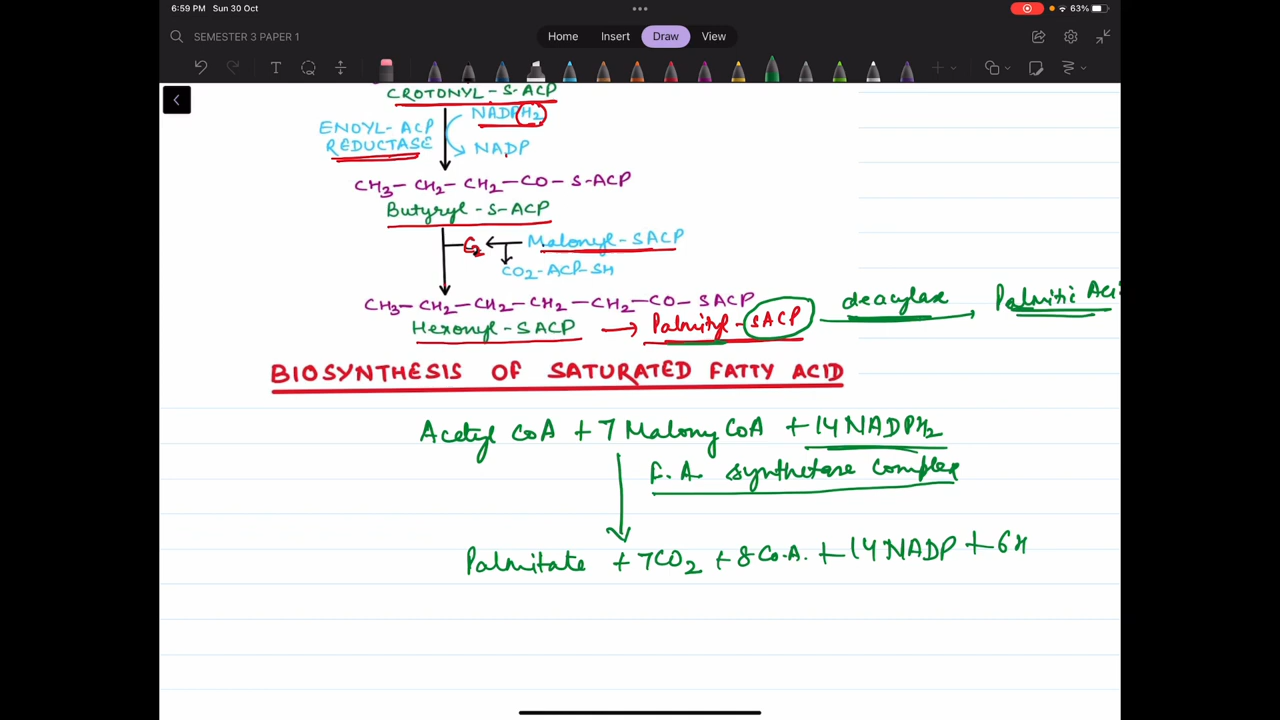 6:59 PM Sun 30 Oct
63%
SEMESTER 3 PAPER 1
Home Insert Draw View
CROTONYL-S-ACP
NADPH2
ENOYL-ACP
REDUCTASE
NADP
CH3-CH2-CH2-CO-S-ACP
Butyryl-S-ACP
C2 Malonyl-SACP
CO2-ACP-SH
CH3-CH2-CH2-CH2-CH2-CO-SACP
Hexonyl-SACP → Palmityl-SACP deacylase Palmitic Aci
BIOSYNTHESIS OF SATURATED FATTY ACID
Acetyl CoA + 7 Malony CoA + 14 NADPH2
F.A. synthetase complex
Palmitate + 7CO2 + 8 Co.A. + 14 NADP + 6H